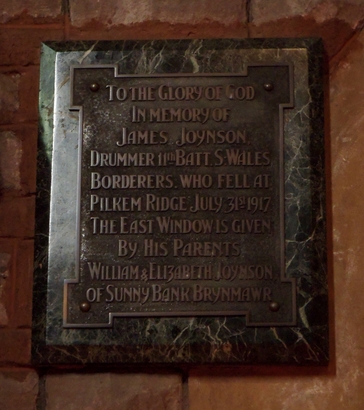 TO THE GLORY OF GOD
IN MEMORY OF
JAMES JOYNSON,
DRUMMER 11TH BATT S. WALES,
BORDERERS. WHO FELL AT
PILKEM RIDGE JULY 31ST 1917
THE EAST WINDOW IS GIVEN
BY HIS PARENTS
WILLIAM & ELIZABETH JOYNSON
OF SUNNY BANK BRYNMAWR